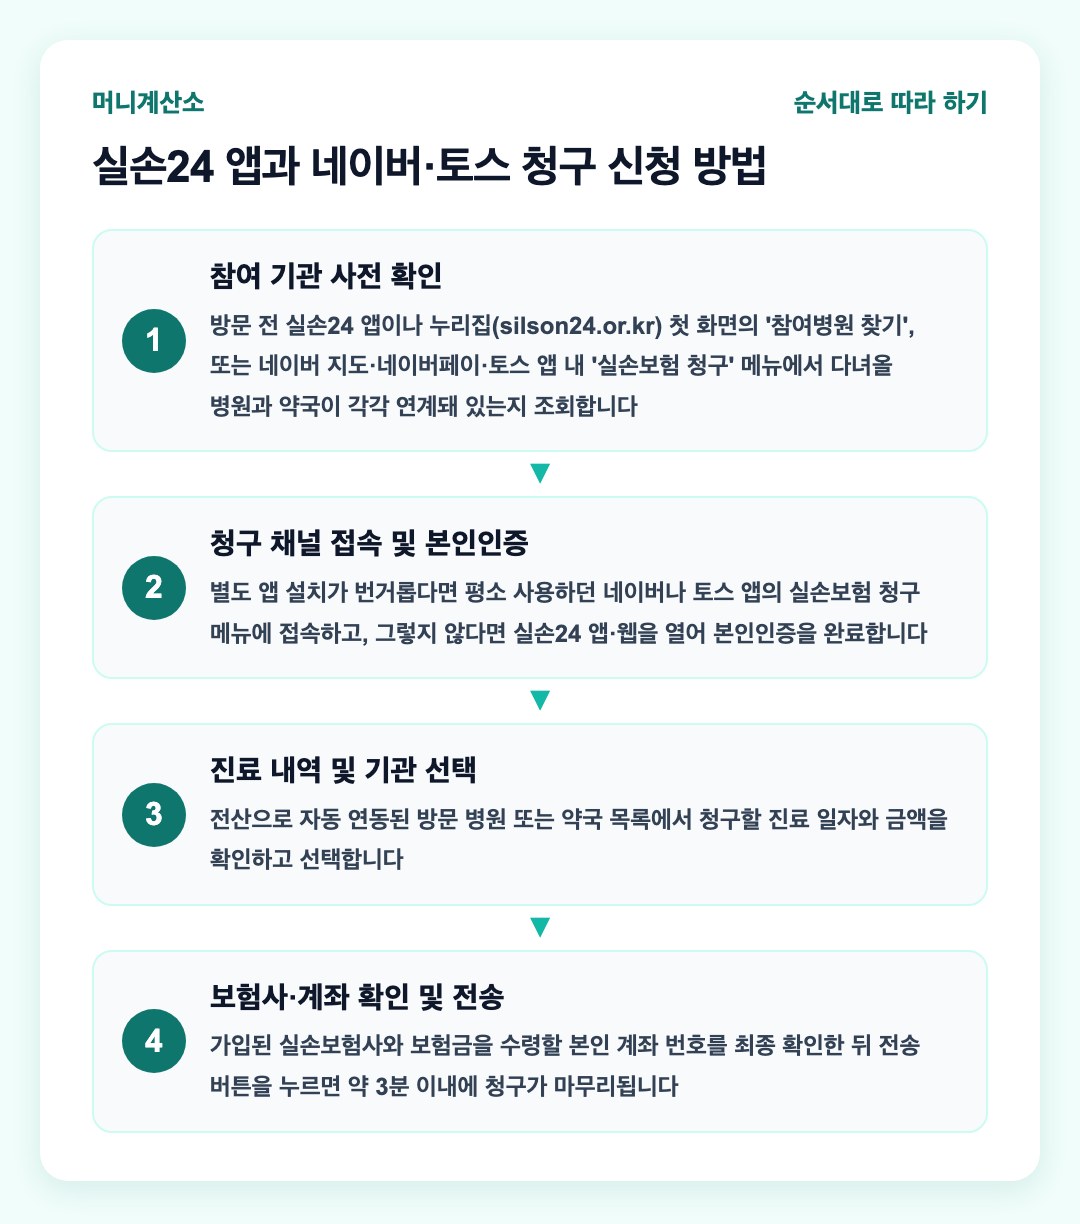 머니계산소
순서대로 따라 하기
실손24 앱과 네이버·토스 청구 신청 방법
참여 기관 사전 확인
1
방문 전 실손24 앱이나 누리집(silson24.or.kr) 첫 화면의 '참여병원 찾기',
또는 네이버 지도·네이버페이·토스 앱 내 '실손보험 청구' 메뉴에서 다녀올
병원과 약국이 각각 연계돼 있는지 조회합니다
▼
청구 채널 접속 및 본인인증
2
별도 앱 설치가 번거롭다면 평소 사용하던 네이버나 토스 앱의 실손보험 청구
메뉴에 접속하고, 그렇지 않다면 실손24 앱·웹을 열어 본인인증을 완료합니다
▼
진료 내역 및 기관 선택
3
전산으로 자동 연동된 방문 병원 또는 약국 목록에서 청구할 진료 일자와 금액을
확인하고 선택합니다
▼
보험사·계좌 확인 및 전송
4
가입된 실손보험사와 보험금을 수령할 본인 계좌 번호를 최종 확인한 뒤 전송
버튼을 누르면 약 3분 이내에 청구가 마무리됩니다